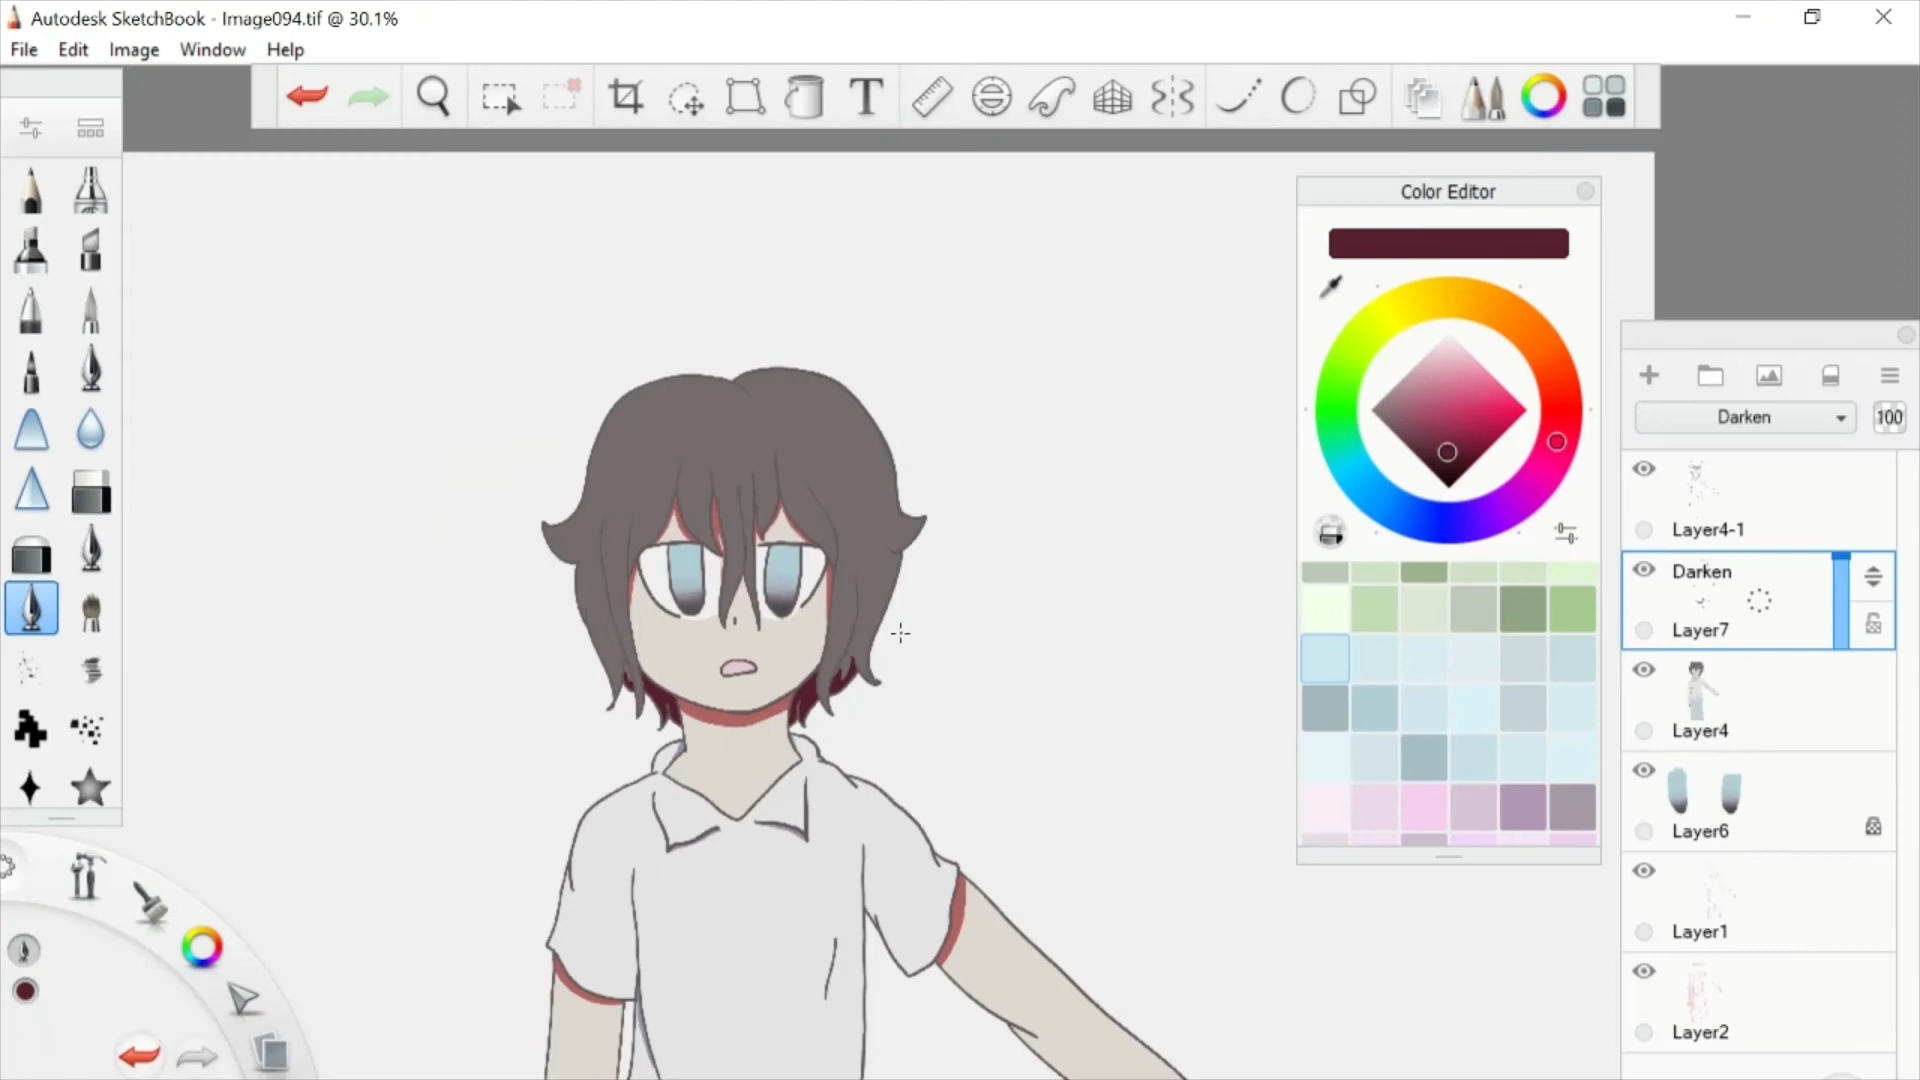 Autodesk SketchBook - Image094.tif @ 30.1%
File Edit Image Window Help
T
Color Editor
Darken 100
Layer4-1
Darken
Layer7
Layer4
Layer6
Layer1
Layer2